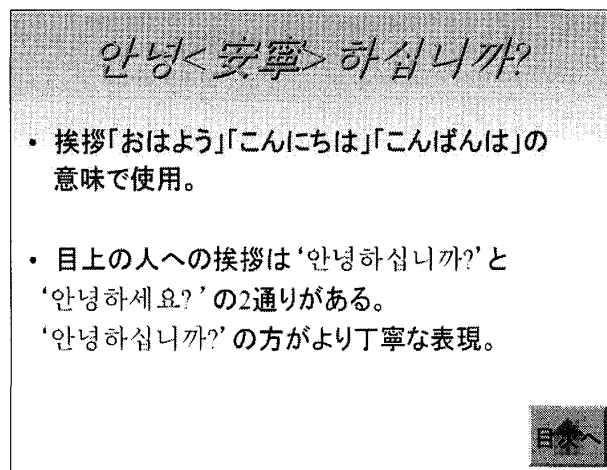 안녕<安寧> 하십니까?
・ 挨拶「おはよう」「こんにちは」「こんばんは」の
意味で使用。
・ 目上の人への挨拶は‘안녕하십니까?’と
‘안녕하세요?’の2通りがある。
‘안녕하십니까?’の方がより丁寧な表現。
目次へ